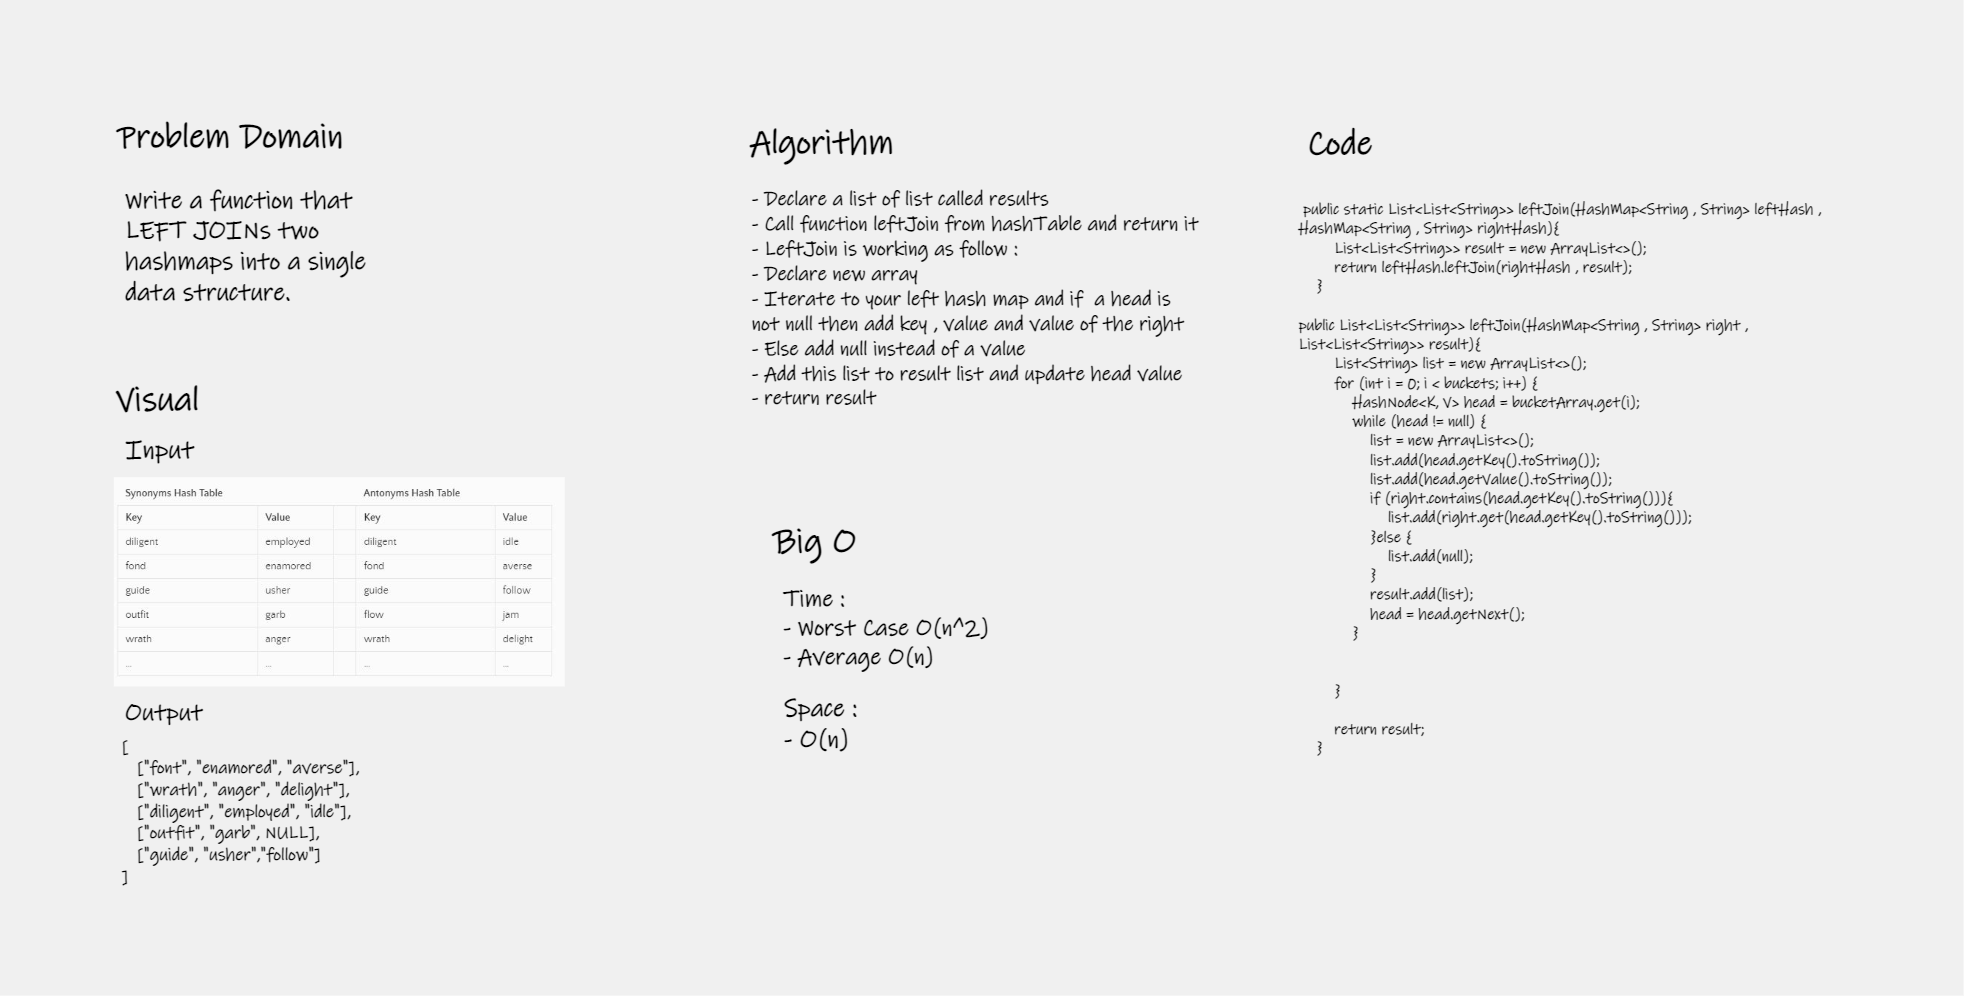 Problem Domain
Write a function that
LEFT JOINs two
hashmaps into a single
data structure.
Visual
Input
Synonyms Hash Table Antonyms Hash Table
Key Value Key Value
diligent employed diligent idle
fond enamored fond averse
guide usher guide follow
outfit garb flow jam
wrath anger wrath delight
... ... ... ...
Output
[
["font", "enamored", "averse"],
["wrath", "anger", "delight"],
["diligent", "employed", "idle"],
["outfit", "garb", NULL],
["guide", "usher","follow"]
]
Algorithm
- Declare a list of list called results
- Call function leftJoin from hashTable and return it
- LeftJoin is working as follow :
- Declare new array
- Iterate to your left hash map and if a head is
not null then add key , value and value of the right
- Else add null instead of a value
- Add this list to result list and update head value
- return result
Big O
Time :
- Worst Case O(n^2)
- Average O(n)
Space :
- O(n)
Code
public static List<List<String>> leftJoin(HashMap<String , String> leftHash ,
HashMap<String , String> rightHash){
List<List<String>> result = new ArrayList<>();
return leftHash.leftJoin(rightHash , result);
}
public List<List<String>> leftJoin(HashMap<String , String> right ,
List<List<String>> result){
List<String> list = new ArrayList<>();
for (int i = 0; i < buckets; i++) {
HashNode<K, V> head = bucketArray.get(i);
while (head != null) {
list = new ArrayList<>();
list.add(head.getKey().toString());
list.add(head.getValue().toString());
if (right.contains(head.getKey().toString())){
list.add(right.get(head.getKey().toString()));
}else {
list.add(null);
}
result.add(list);
head = head.getNext();
}
}
return result;
}